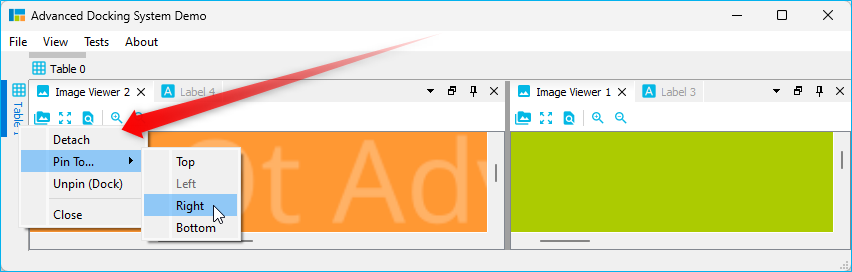 Advanced Docking System Demo
File View Tests About
Table 0
Image Viewer 2 A Label 4
Image Viewer 1 A Label 3
Table
Detach
Pin To...
Unpin (Dock)
Close
Top
Left
Right
Bottom
Qt Adv